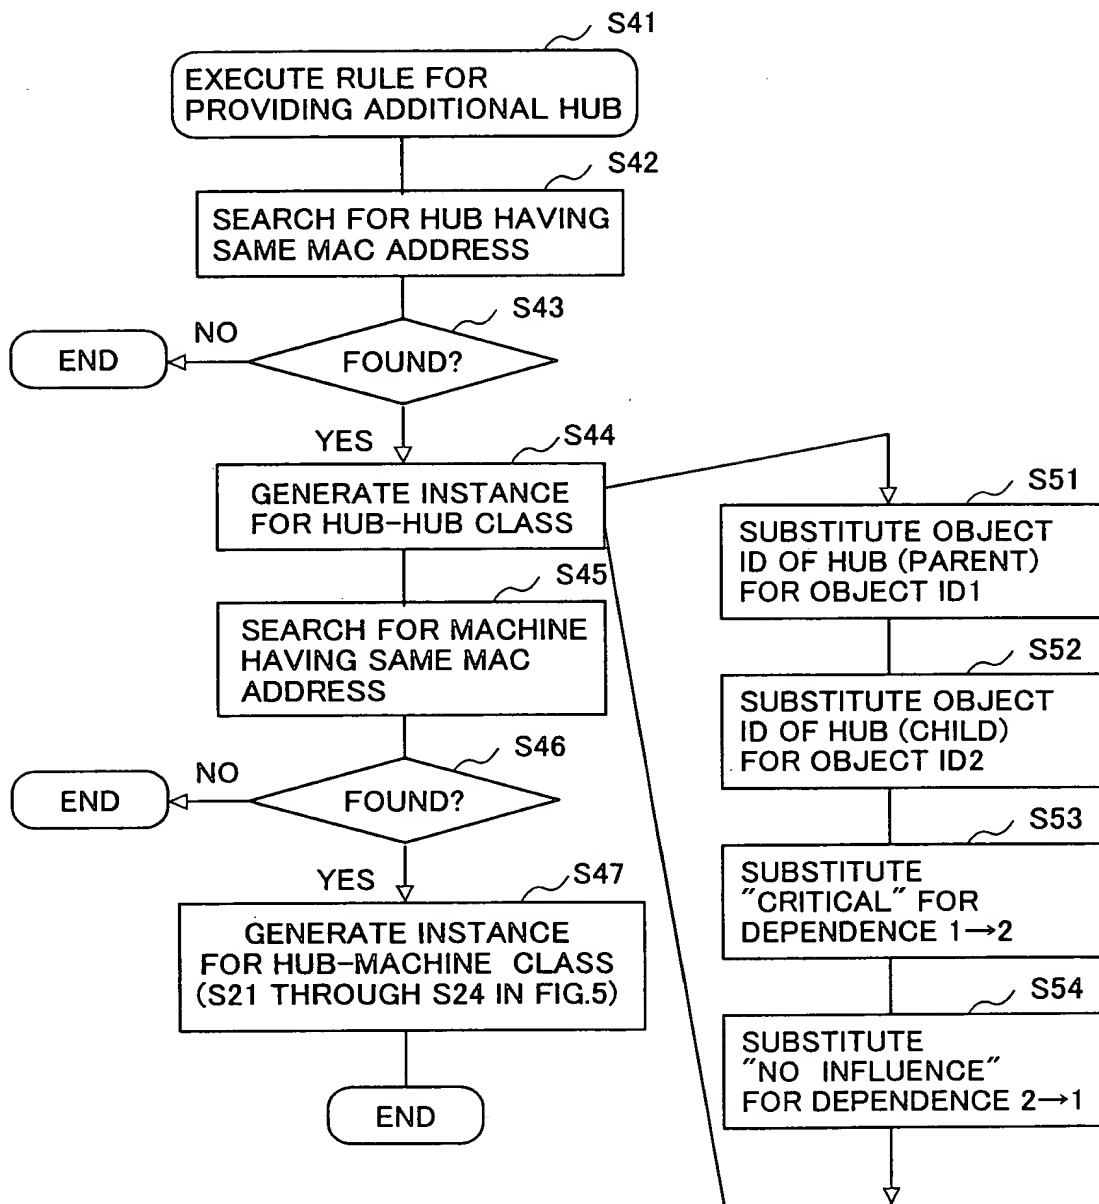 S41
EXECUTE RULE FOR
PROVIDING ADDITIONAL HUB
S42
SEARCH FOR HUB HAVING
SAME MAC ADDRESS
S43
NO
END
FOUND?
YES
S44
GENERATE INSTANCE
FOR HUB-HUB CLASS
S45
SEARCH FOR MACHINE
HAVING SAME MAC
ADDRESS
S46
NO
END
FOUND?
YES
S47
GENERATE INSTANCE
FOR HUB-MACHINE CLASS
(S21 THROUGH S24 IN FIG.5)
END
S51
SUBSTITUTE OBJECT
ID OF HUB (PARENT)
FOR OBJECT ID1
S52
SUBSTITUTE OBJECT
ID OF HUB (CHILD)
FOR OBJECT ID2
S53
SUBSTITUTE
"CRITICAL" FOR
DEPENDENCE 1→2
S54
SUBSTITUTE
"NO INFLUENCE"
FOR DEPENDENCE 2→1